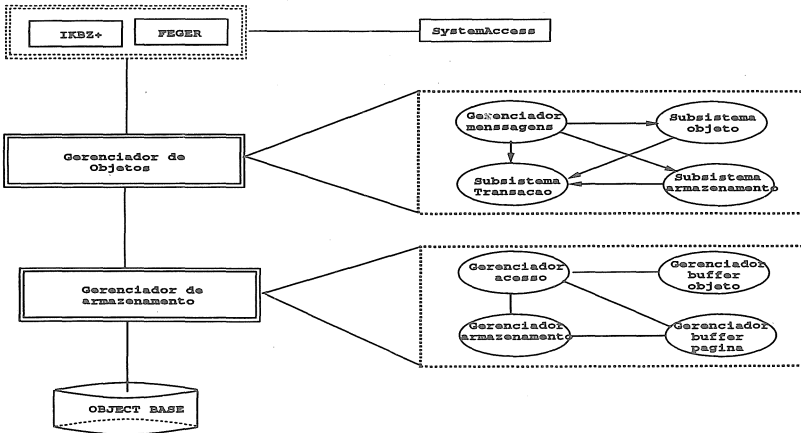 IKBZ+
FEGER
SystemAccess
Gerenciador
menssagens
Subsistema
objeto
Gerenciador de
Objetos
Subsistema
Transacao
Subsistema
armazenamento
Gerenciador
acesso
Gerenciador
buffer
objeto
Gerenciador de
armazenamento
Gerenciador
armazenamento
Gerenciador
buffer
pagina
OBJECT BASE